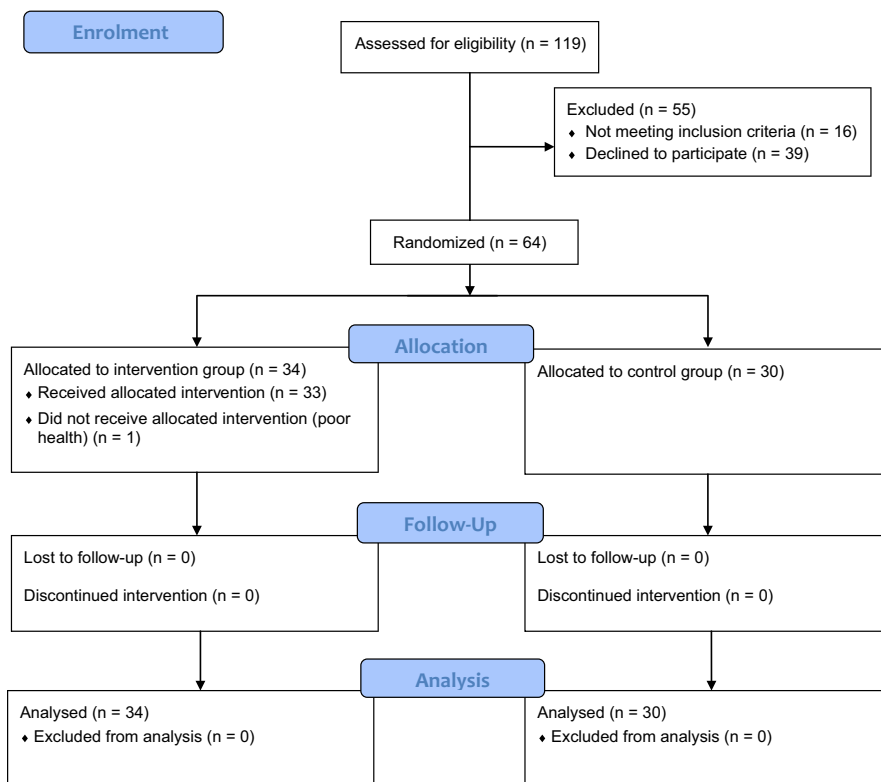 Enrolment
Assessed for eligibility (n = 119)
Excluded (n = 55)
♦ Not meeting inclusion criteria (n = 16)
♦ Declined to participate (n = 39)
Randomized (n = 64)
Allocation
Allocated to intervention group (n = 34)
♦ Received allocated intervention (n = 33)
♦ Did not receive allocated intervention (poor
health) (n = 1)
Allocated to control group (n = 30)
Follow-Up
Lost to follow-up (n = 0)
Discontinued intervention (n = 0)
Lost to follow-up (n = 0)
Discontinued intervention (n = 0)
Analysis
Analysed (n = 34)
♦ Excluded from analysis (n = 0)
Analysed (n = 30)
♦ Excluded from analysis (n = 0)